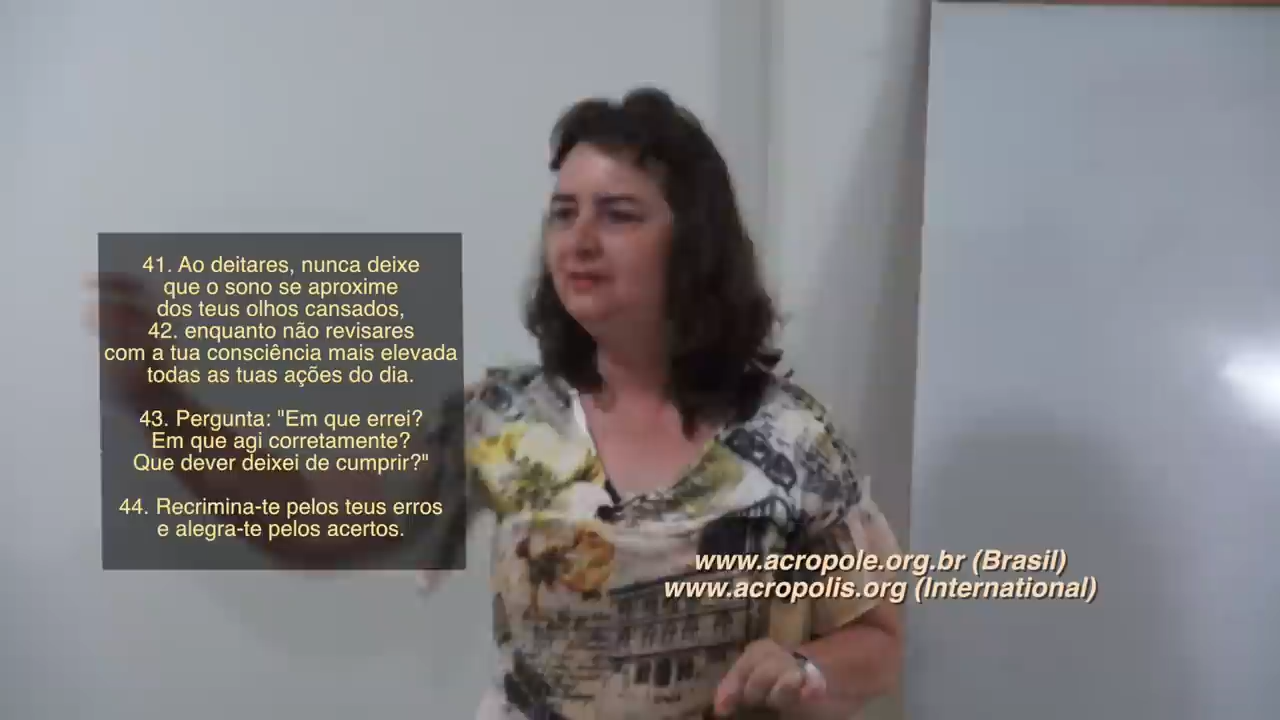 41. Ao deitares, nunca deixe
que o sono se aproxime
dos teus olhos cansados,
42. enquanto não revisares
com a tua consciência mais elevada
todas as tuas ações do dia.
43. Pergunta: "Em que errei?
Em que agi corretamente?
Que dever deixei de cumprir?"
44. Recrimina-te pelos teus erros
e alegra-te pelos acertos.
www.acropole.org.br (Brasil)
www.acropolis.org (International)